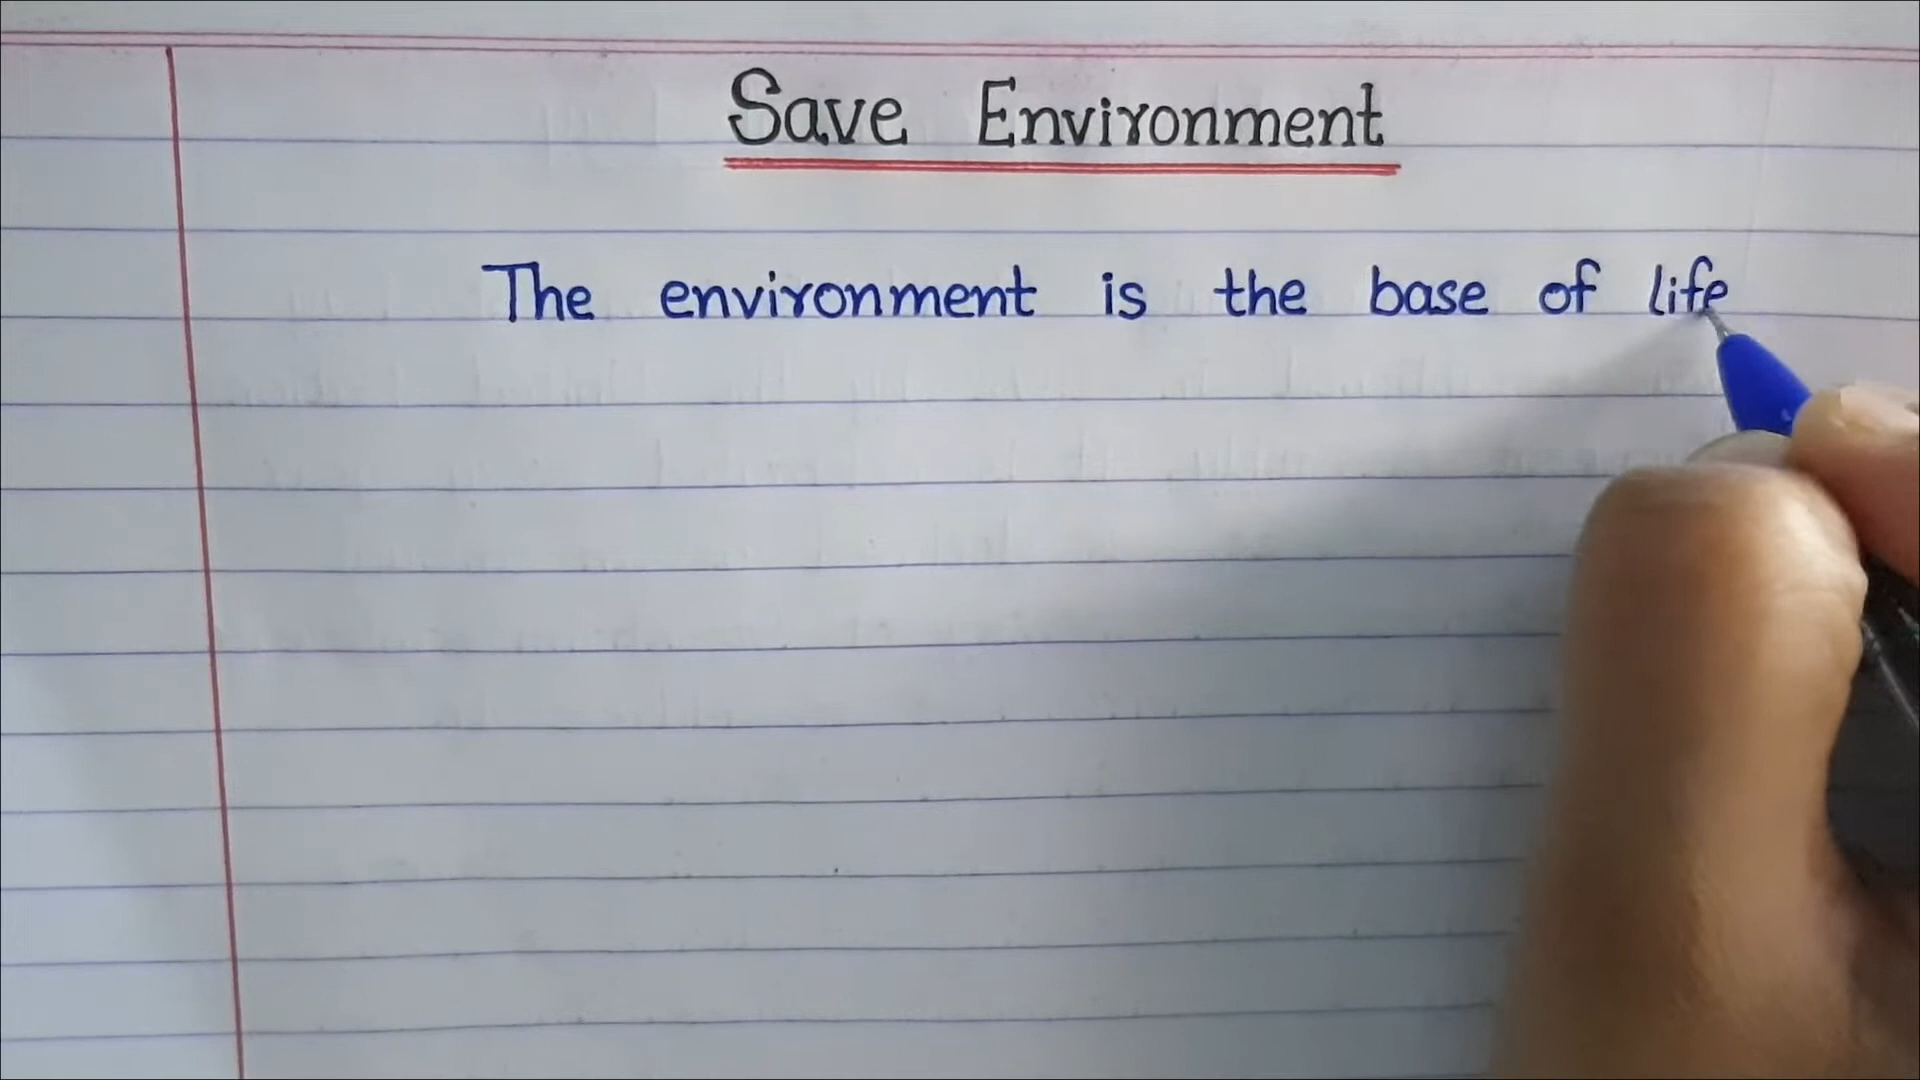 Save Environment
The environment is the base of life